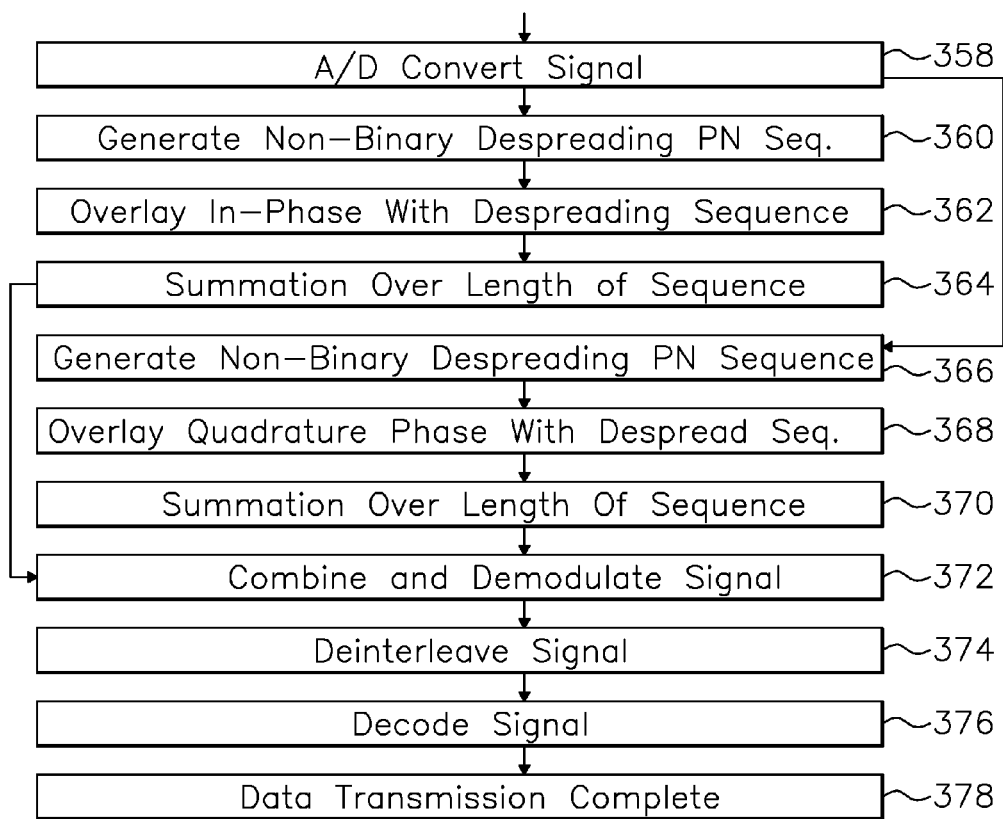 A/D Convert Signal 358
Generate Non-Binary Despreading PN Seq. 360
Overlay In-Phase With Despreading Sequence 362
Summation Over Length of Sequence 364
Generate Non-Binary Despreading PN Sequence 366
Overlay Quadrature Phase With Despread Seq. 368
Summation Over Length Of Sequence 370
Combine and Demodulate Signal 372
Deinterleave Signal 374
Decode Signal 376
Data Transmission Complete 378